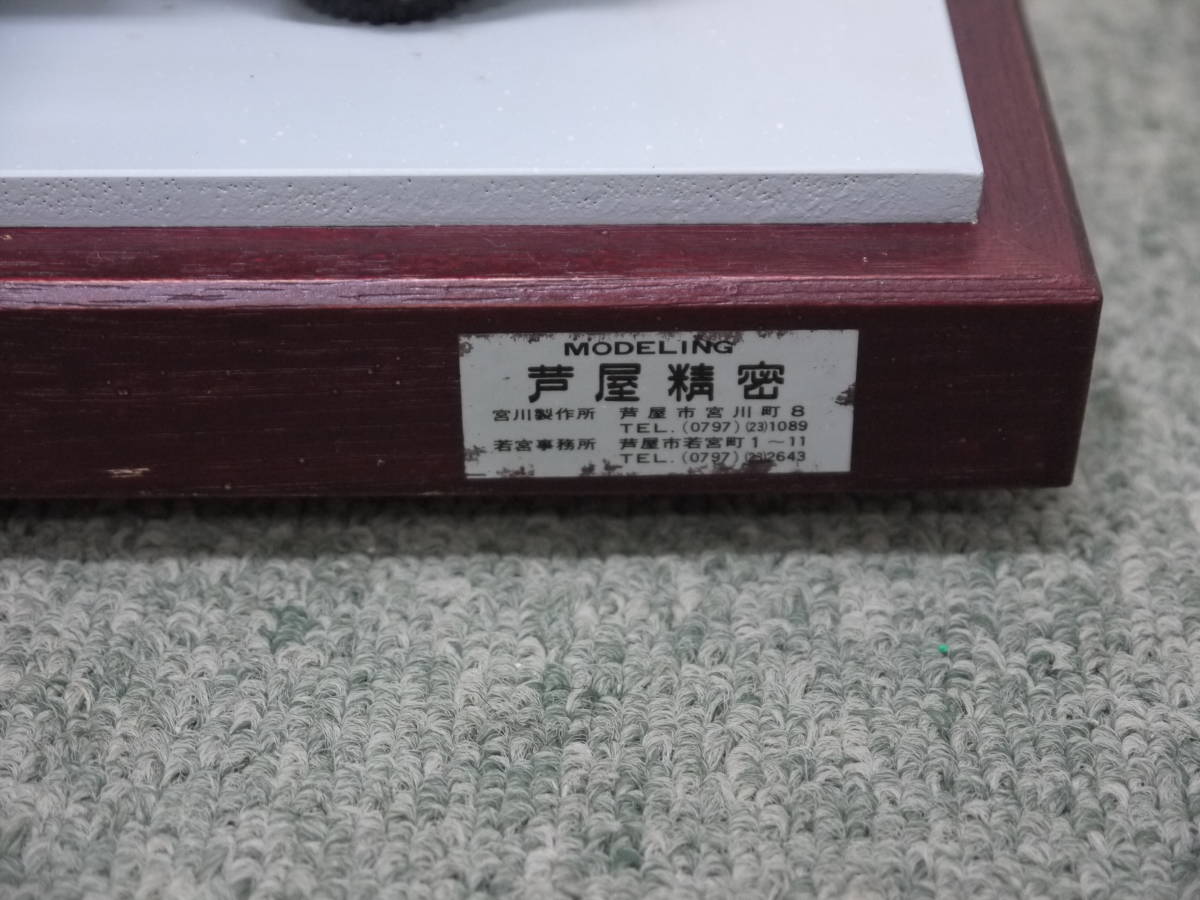 MODELING
芦屋精密
宮川製作所 芦屋市宮川町8
TEL.(0797)(23)1089
若宮事務所 芦屋市若宮町1～11
TEL.(0797)(23)2643